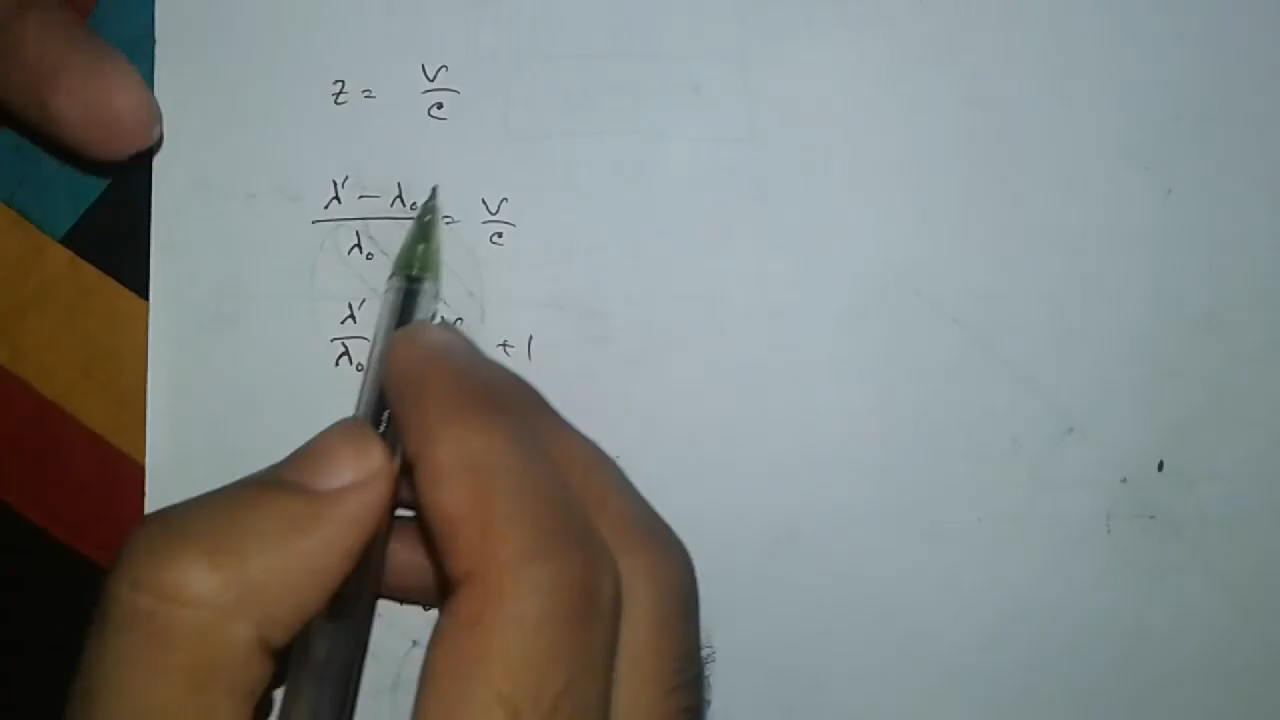 z = v/c
(λ' - λ₀)/λ₀ = v/c
λ'/λ₀ +1